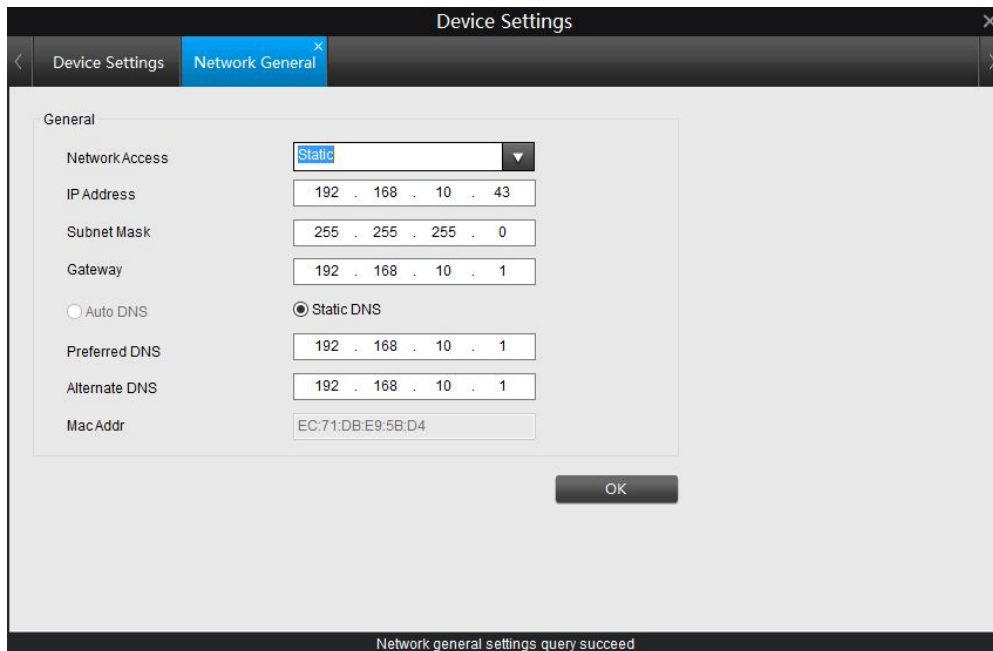 Device Settings
Device Settings Network General
General
Network Access Static
IP Address 192 . 168 . 10 . 43
Subnet Mask 255 . 255 . 255 . 0
Gateway 192 . 168 . 10 . 1
Auto DNS Static DNS
Preferred DNS 192 . 168 . 10 . 1
Alternate DNS 192 . 168 . 10 . 1
Mac Addr EC:71:DB:E9:5B:D4
OK
Network general settings query succeed